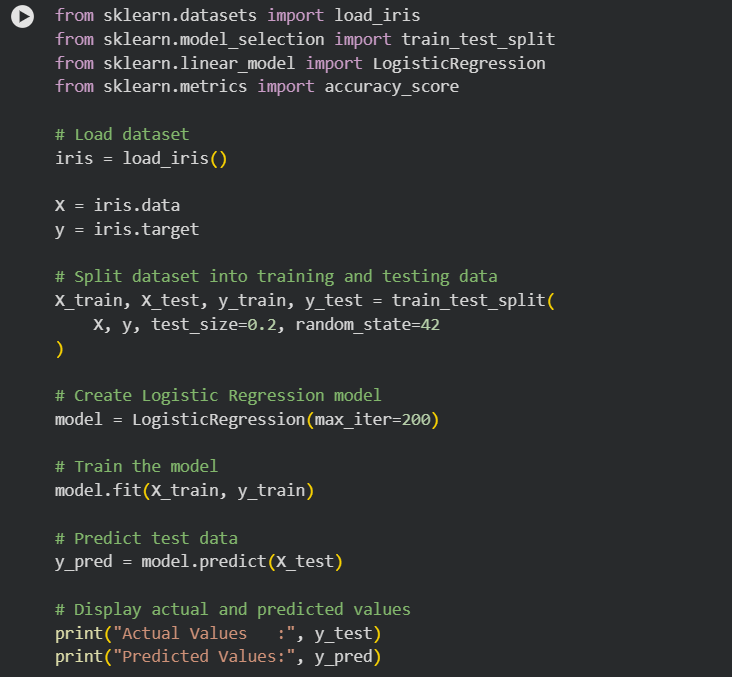 from sklearn.datasets import load_iris
from sklearn.model_selection import train_test_split
from sklearn.linear_model import LogisticRegression
from sklearn.metrics import accuracy_score

# Load dataset
iris = load_iris()

X = iris.data
y = iris.target

# Split dataset into training and testing data
X_train, X_test, y_train, y_test = train_test_split(
    X, y, test_size=0.2, random_state=42
)

# Create Logistic Regression model
model = LogisticRegression(max_iter=200)

# Train the model
model.fit(X_train, y_train)

# Predict test data
y_pred = model.predict(X_test)

# Display actual and predicted values
print("Actual Values   :", y_test)
print("Predicted Values:", y_pred)